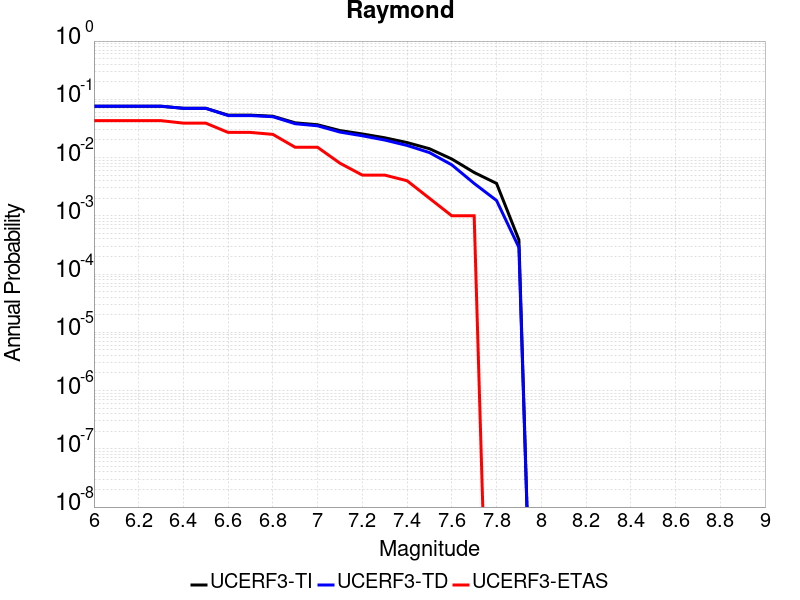 Raymond
Annual Probability
10^0
10^-1
10^-2
10^-3
10^-4
10^-5
10^-6
10^-7
10^-8
6 6.2 6.4 6.6 6.8 7 7.2 7.4 7.6 7.8 8 8.2 8.4 8.6 8.8 9
Magnitude
UCERF3-TI UCERF3-TD UCERF3-ETAS